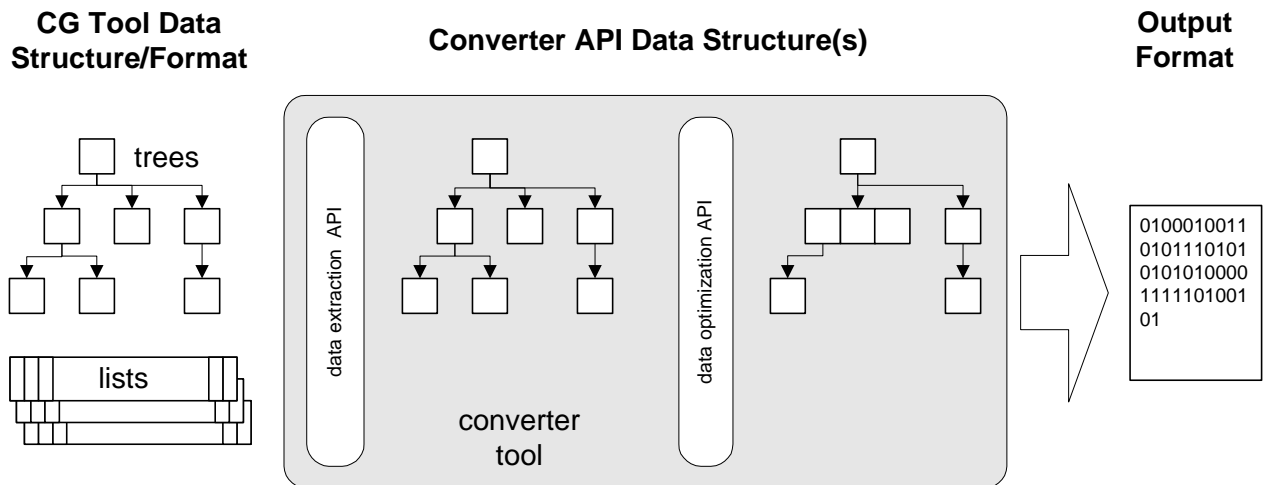 CG Tool Data
Structure/Format
Converter API Data Structure(s)
Output
Format
trees
lists
data extraction API
converter
tool
data optimization API
0100010011
0101110101
0101010000
1111101001
01